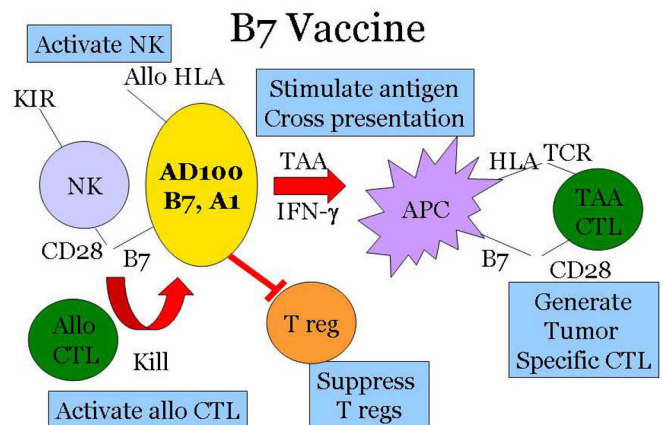 B7 Vaccine
Activate NK
Allo HLA
KIR
Stimulate antigen
Cross presentation
NK
AD100
B7, A1
TAA
IFN-γ
APC
HLA
TCR
TAA
CTL
CD28
B7
B7
CD28
Allo
CTL
Kill
T reg
Generate
Tumor
Specific CTL
Suppress
T regs
Activate allo CTL